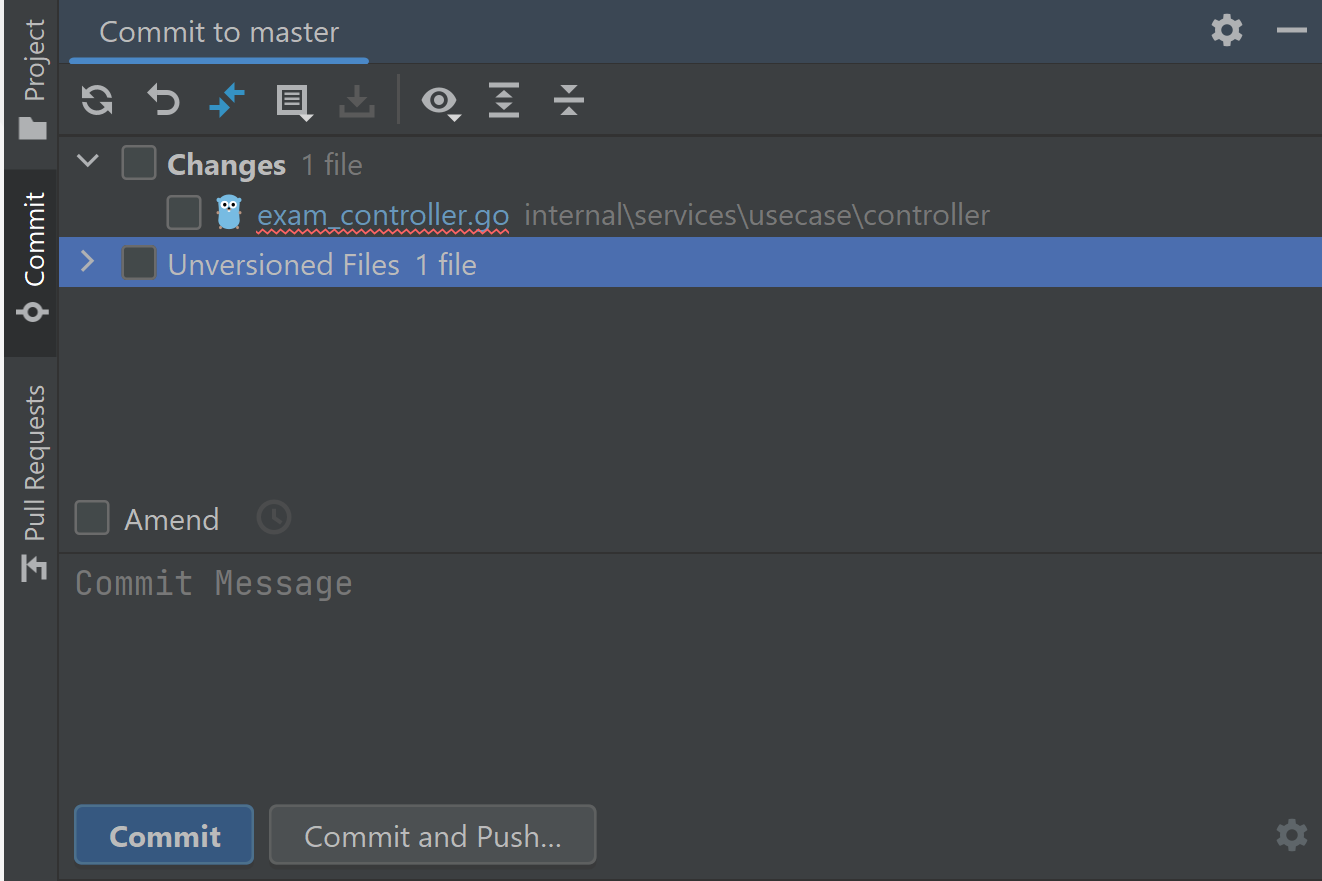 Project
Commit
Pull Requests
Commit to master
Changes 1 file
exam_controller.go internal\services\usecase\controller
Unversioned Files 1 file
Amend
Commit Message
Commit
Commit and Push...